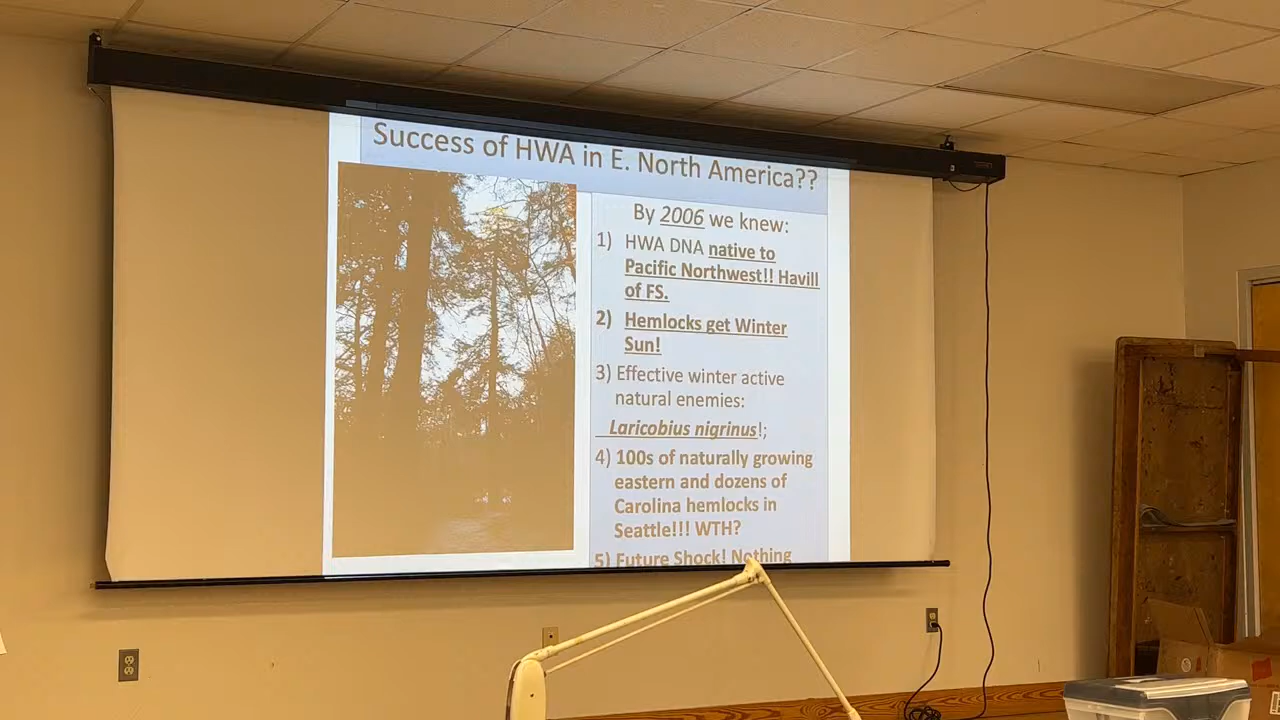 Success of HWA in E. North America??
By 2006 we knew:
1) HWA DNA native to
Pacific Northwest!! Havill
of FS.
2) Hemlocks get Winter
Sun!
3) Effective winter active
natural enemies:
Laricobius nigrinus!;
4) 100s of naturally growing
eastern and dozens of
Carolina hemlocks in
Seattle!!! WTH?
5) Future Shock! Nothing